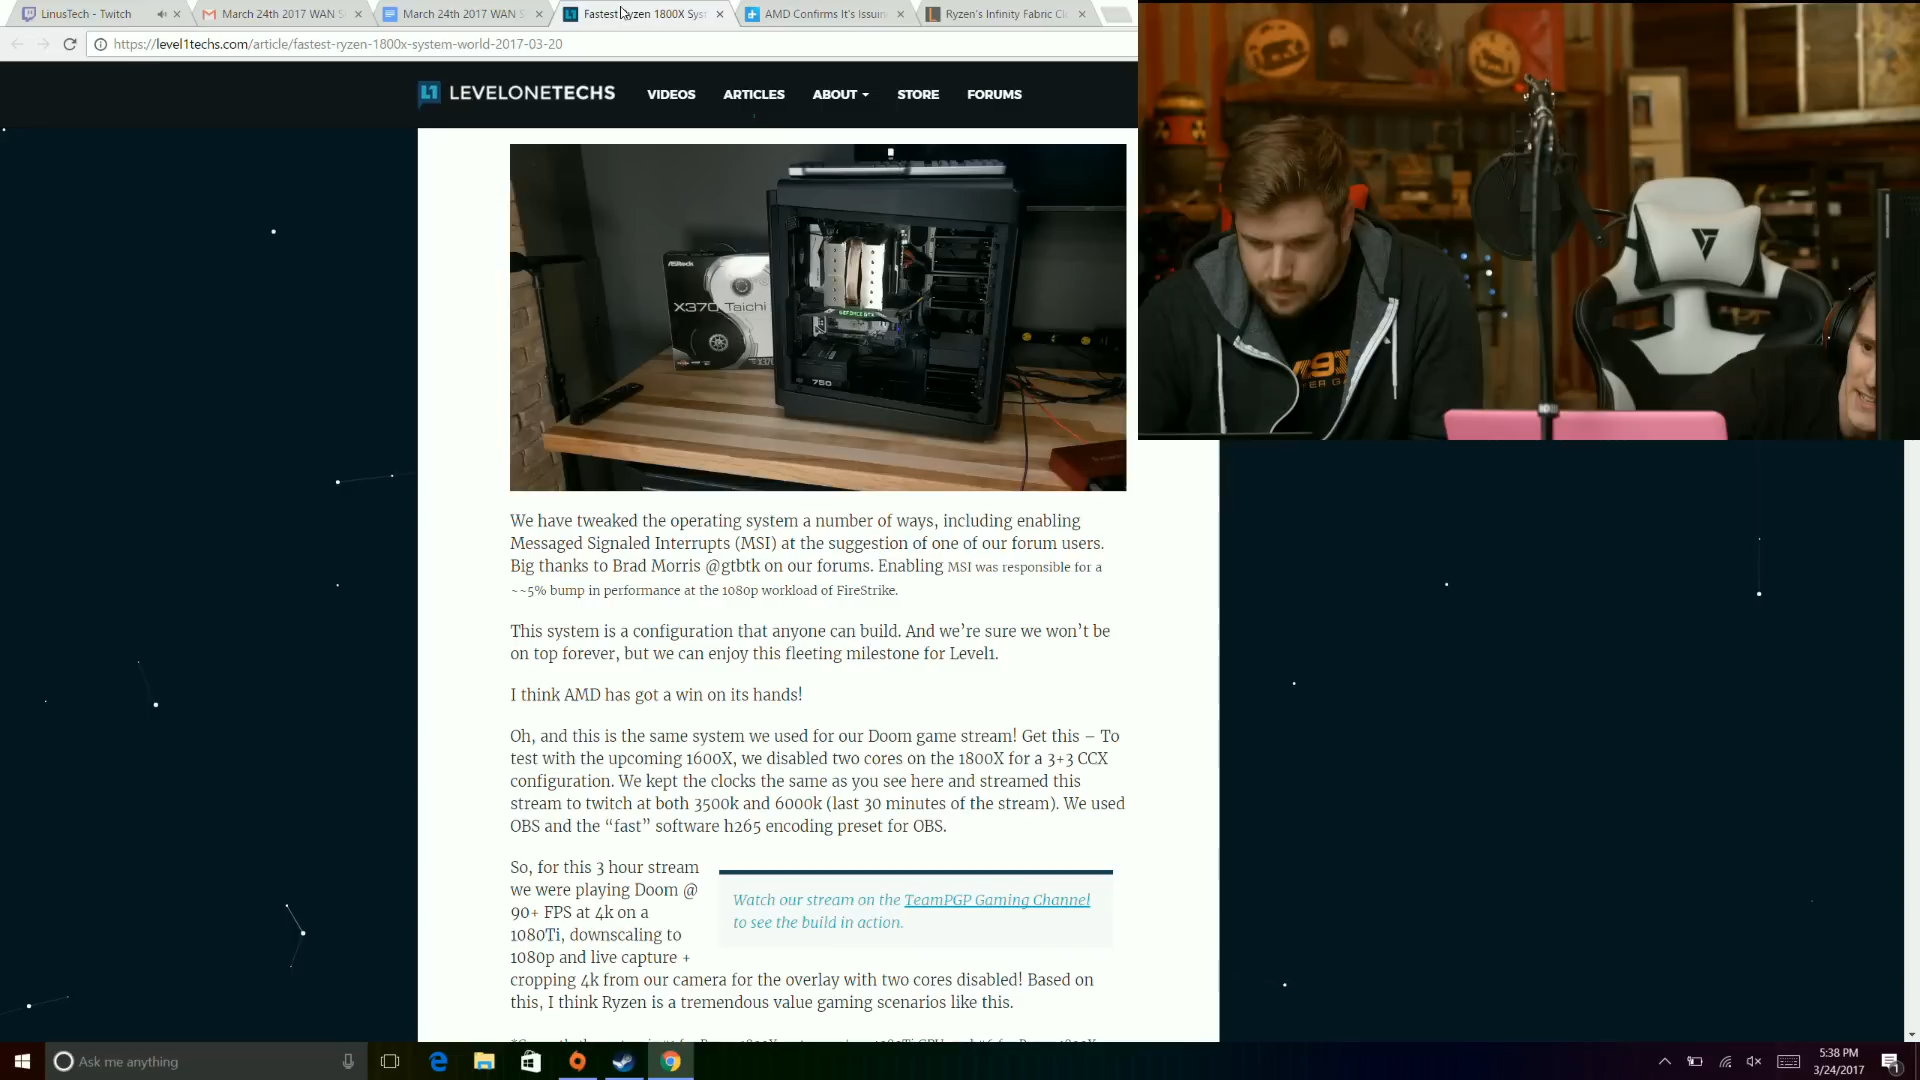 LinusTech - Twitch
March 24th 2017 WAN S
March 24th 2017 WAN S
Fastest Ryzen 1800X Syst
AMD Confirms It's Issuin
Ryzen's Infinity Fabric Cl
https://level1techs.com/article/fastest-ryzen-1800x-system-world-2017-03-20
LEVELONETECHS
VIDEOS
ARTICLES
ABOUT
STORE
FORUMS
ASRock
X370 Taichi
GEFORCE GTX
750
We have tweaked the operating system a number of ways, including enabling
Messaged Signaled Interrupts (MSI) at the suggestion of one of our forum users.
Big thanks to Brad Morris @gtbtk on our forums. Enabling MSI was responsible for a
~~5% bump in performance at the 1080p workload of FireStrike.
This system is a configuration that anyone can build. And we’re sure we won’t be
on top forever, but we can enjoy this fleeting milestone for Level1.
I think AMD has got a win on its hands!
Oh, and this is the same system we used for our Doom game stream! Get this – To
test with the upcoming 1600X, we disabled two cores on the 1800X for a 3+3 CCX
configuration. We kept the clocks the same as you see here and streamed this
stream to twitch at both 3500k and 6000k (last 30 minutes of the stream). We used
OBS and the “fast” software h265 encoding preset for OBS.
So, for this 3 hour stream
we were playing Doom @
90+ FPS at 4k on a
1080Ti, downscaling to
1080p and live capture +
cropping 4k from our camera for the overlay with two cores disabled! Based on
this, I think Ryzen is a tremendous value gaming scenarios like this.
Watch our stream on the TeamPGP Gaming Channel
to see the build in action.
Ask me anything
5:38 PM
3/24/2017
1